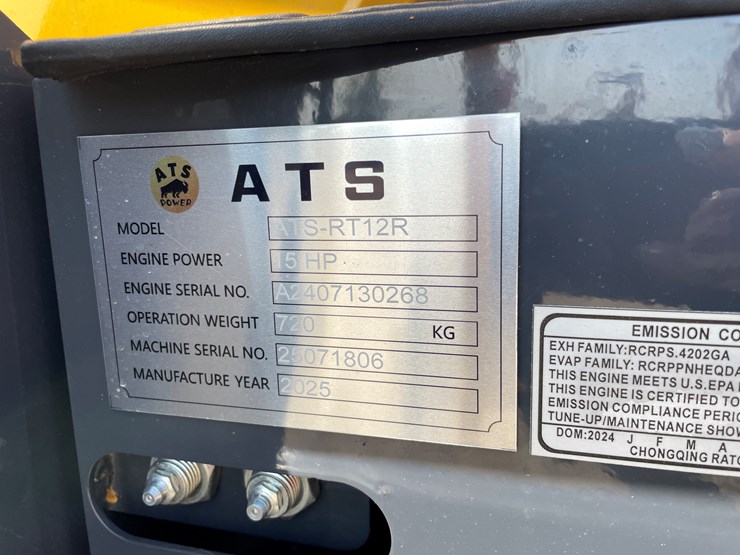 ATS
POWER
ATS
MODEL ATS-RT12R
ENGINE POWER 15 HP
ENGINE SERIAL NO. A2407130268
OPERATION WEIGHT 720 KG
MACHINE SERIAL NO. 25071806
MANUFACTURE YEAR 2025
EMISSION CO
EXH FAMILY:RCRPS.4202GA
EVAP FAMILY: RCRPPNHEQDA
THIS ENGINE MEETS U.S.EPA
THIS ENGINE IS CERTIFIED TO
EMISSION COMPLIANCE PERIO
TUNE-UP/MAINTENANCE SHOW
DOM:2024 J F M A
CHONGQING RATO